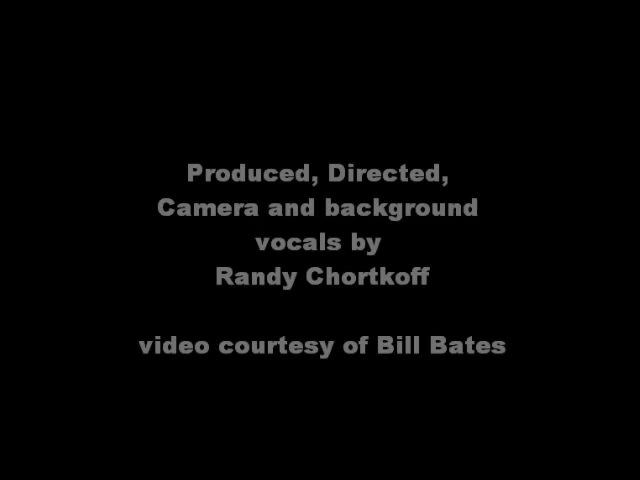 Produced, Directed,
Camera and background
vocals by
Randy Chortkoff
video courtesy of Bill Bates